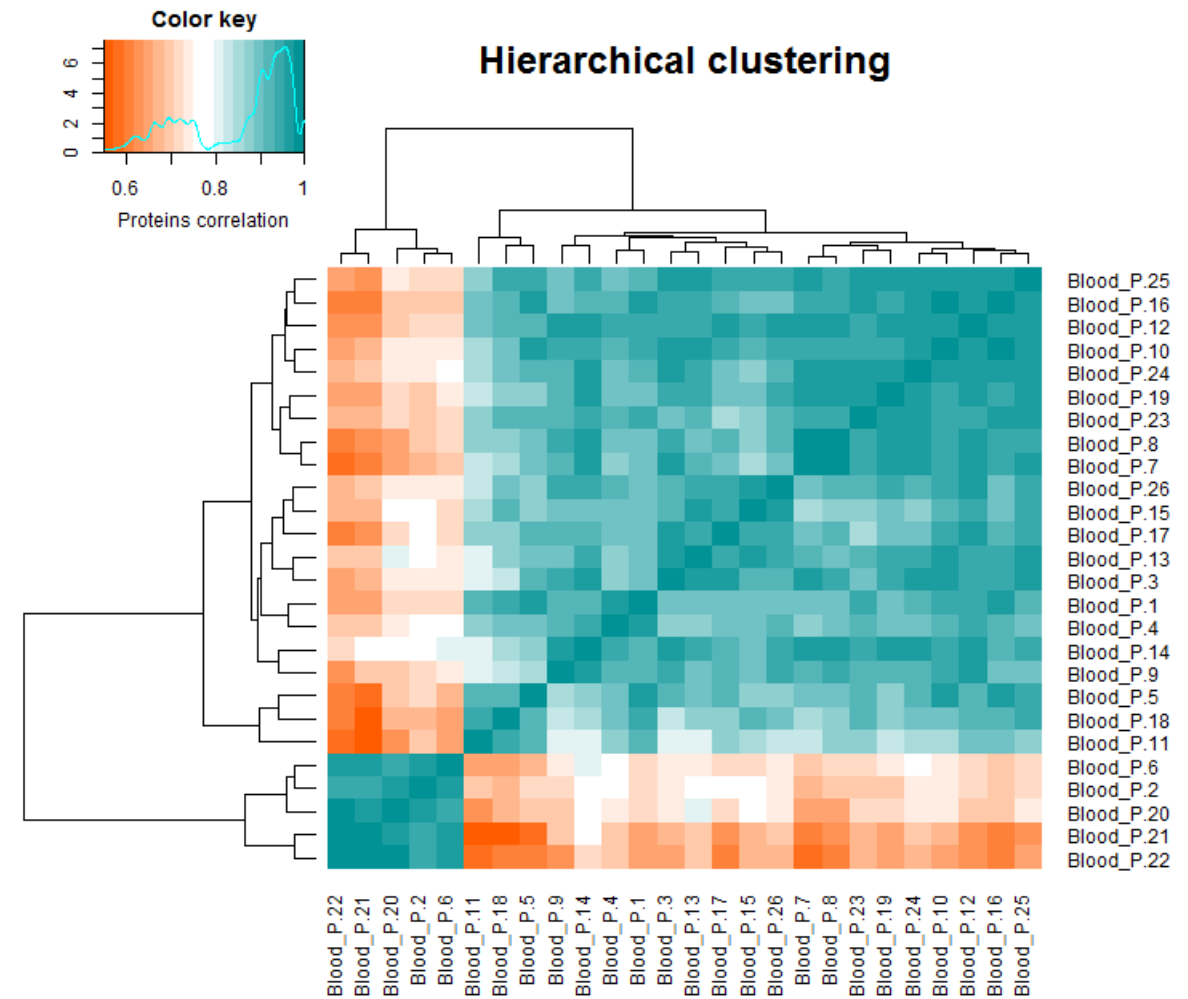 Color key
Hierarchical clustering
0 2 4 6
0.6 0.8 1
Proteins correlation
Blood_P.25
Blood_P.16
Blood_P.12
Blood_P.10
Blood_P.24
Blood_P.19
Blood_P.23
Blood_P.8
Blood_P.7
Blood_P.26
Blood_P.15
Blood_P.17
Blood_P.13
Blood_P.3
Blood_P.1
Blood_P.4
Blood_P.14
Blood_P.9
Blood_P.5
Blood_P.18
Blood_P.11
Blood_P.6
Blood_P.2
Blood_P.20
Blood_P.21
Blood_P.22
Blood_P.22
Blood_P.21
Blood_P.20
Blood_P.2
Blood_P.6
Blood_P.11
Blood_P.18
Blood_P.5
Blood_P.9
Blood_P.14
Blood_P.4
Blood_P.1
Blood_P.3
Blood_P.13
Blood_P.17
Blood_P.15
Blood_P.26
Blood_P.7
Blood_P.8
Blood_P.23
Blood_P.19
Blood_P.24
Blood_P.10
Blood_P.12
Blood_P.16
Blood_P.25